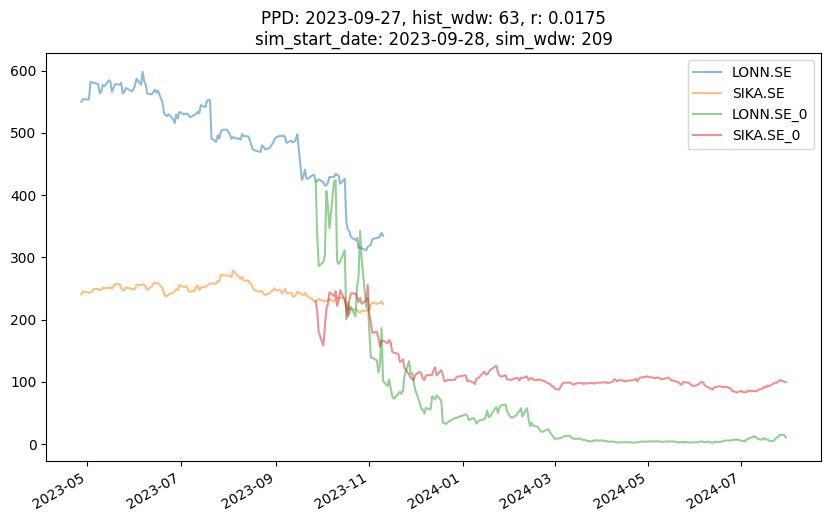 PPD: 2023-09-27, hist_wdw: 63, r: 0.0175
sim_start_date: 2023-09-28, sim_wdw: 209
LONN.SE
SIKA.SE
LONN.SE_0
SIKA.SE_0
600
500
400
300
200
100
0
2023-05
2023-07
2023-09
2023-11
2024-01
2024-03
2024-05
2024-07